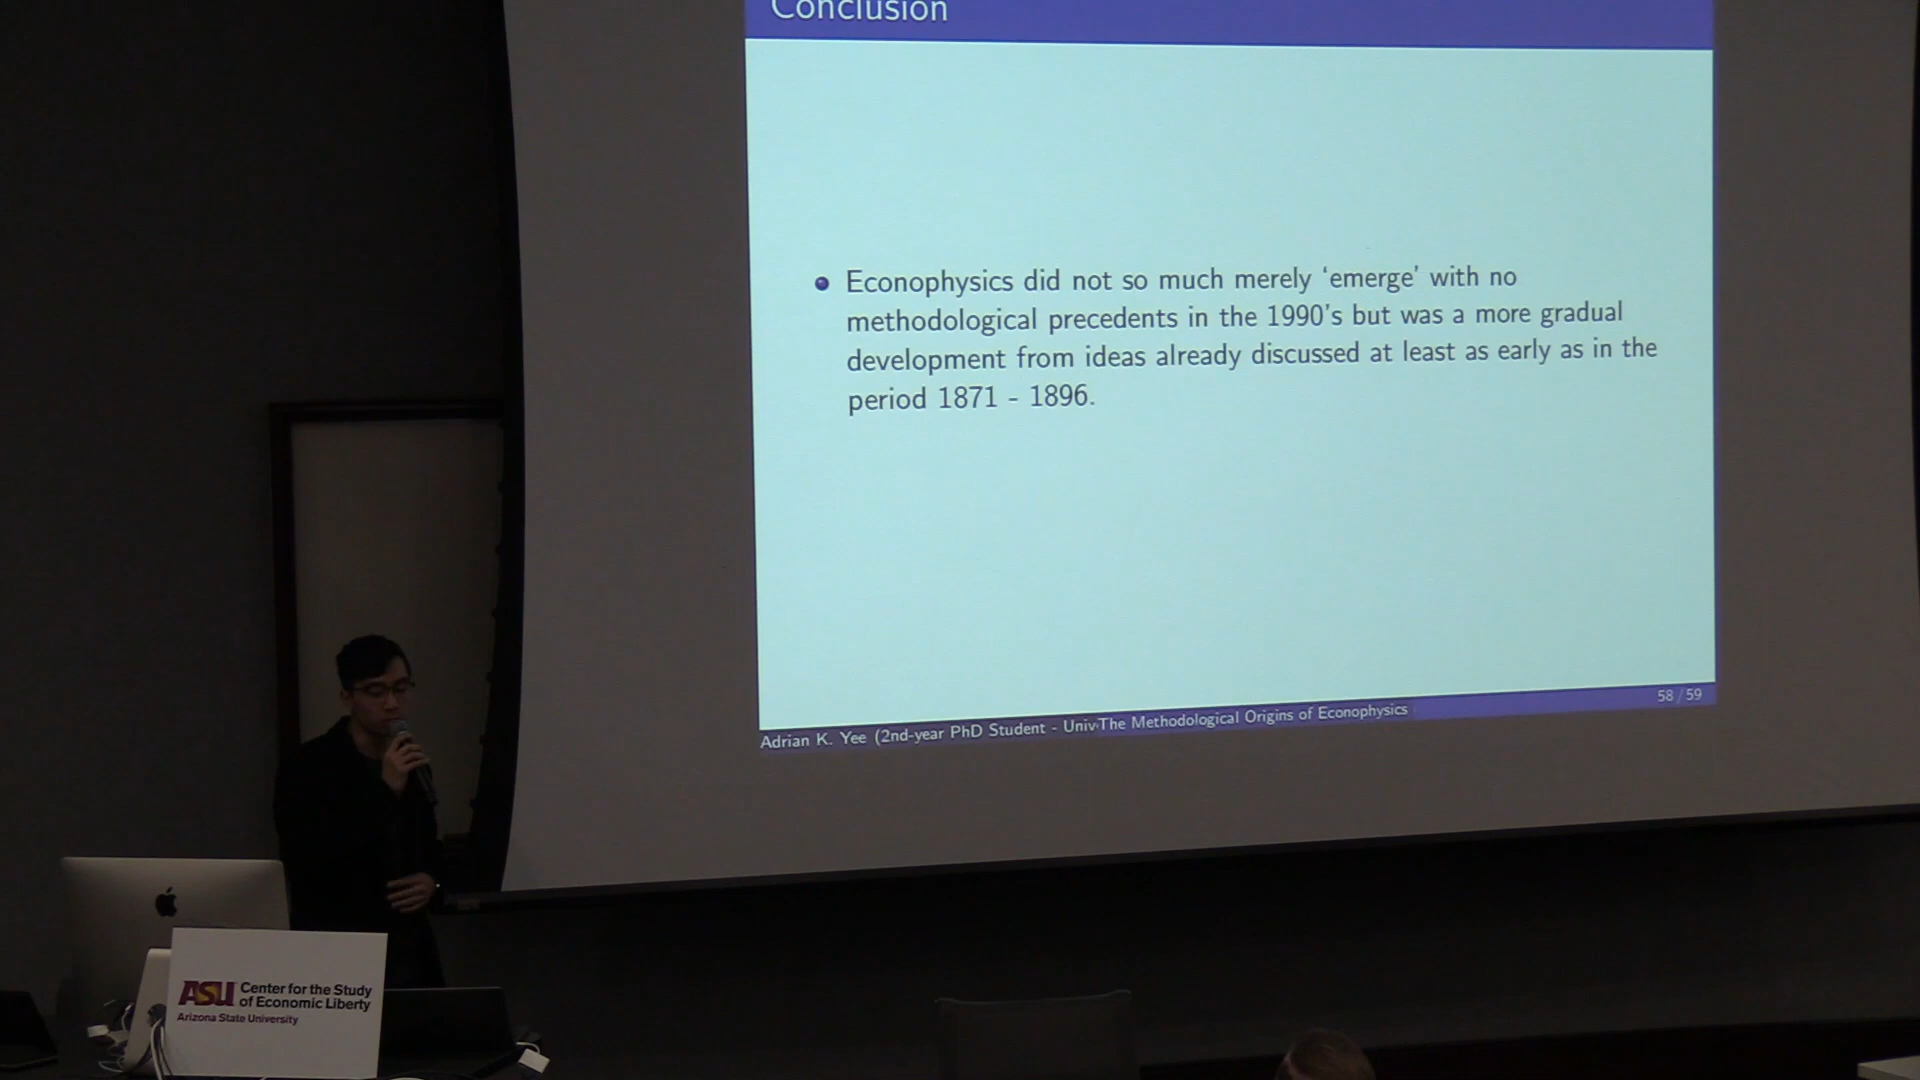 Conclusion
Econophysics did not so much merely ‘emerge’ with no
methodological precedents in the 1990's but was a more gradual
development from ideas already discussed at least as early as in the
period 1871 - 1896.
58 / 59
Adrian K. Yee (2nd-year PhD Student - Univ The Methodological Origins of Econophysics
ASU Center for the Study
of Economic Liberty
Arizona State University